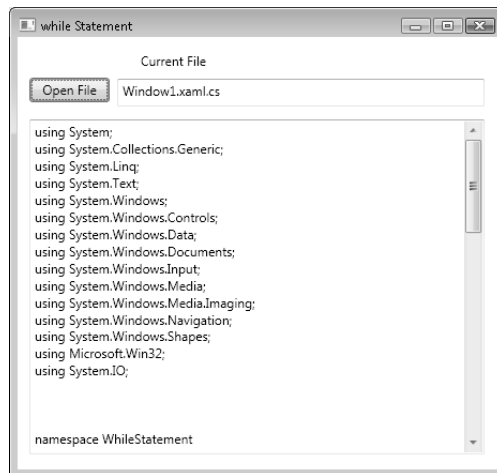 while Statement
Current File
Open File
Window1.xaml.cs
using System;
using System.Collections.Generic;
using System.Linq;
using System.Text;
using System.Windows;
using System.Windows.Controls;
using System.Windows.Data;
using System.Windows.Documents;
using System.Windows.Input;
using System.Windows.Media;
using System.Windows.Media.Imaging;
using System.Windows.Navigation;
using System.Windows.Shapes;
using Microsoft.Win32;
using System.IO;
namespace WhileStatement